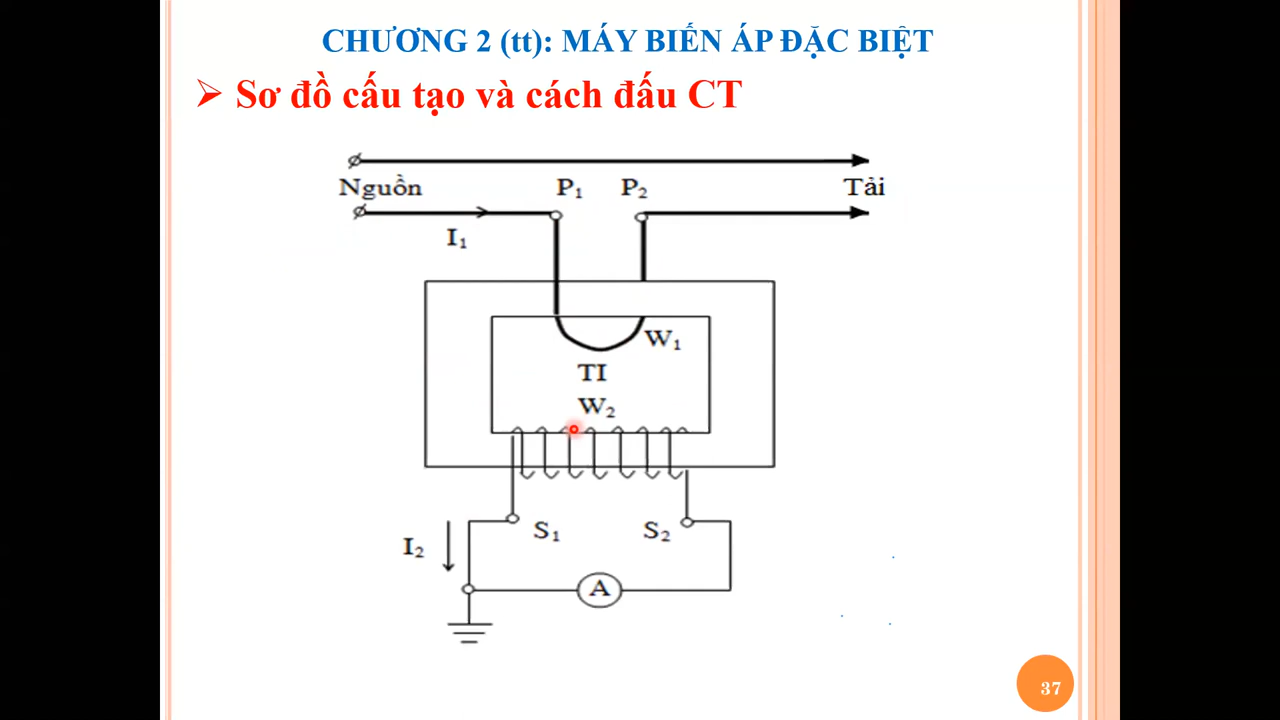 CHƯƠNG 2 (tt): MÁY BIẾN ÁP ĐẶC BIỆT
➢ Sơ đồ cấu tạo và cách đấu CT
Nguồn P₁ P₂ Tải
I₁
W₁
TI
W₂
S₁ S₂
I₂
A
37